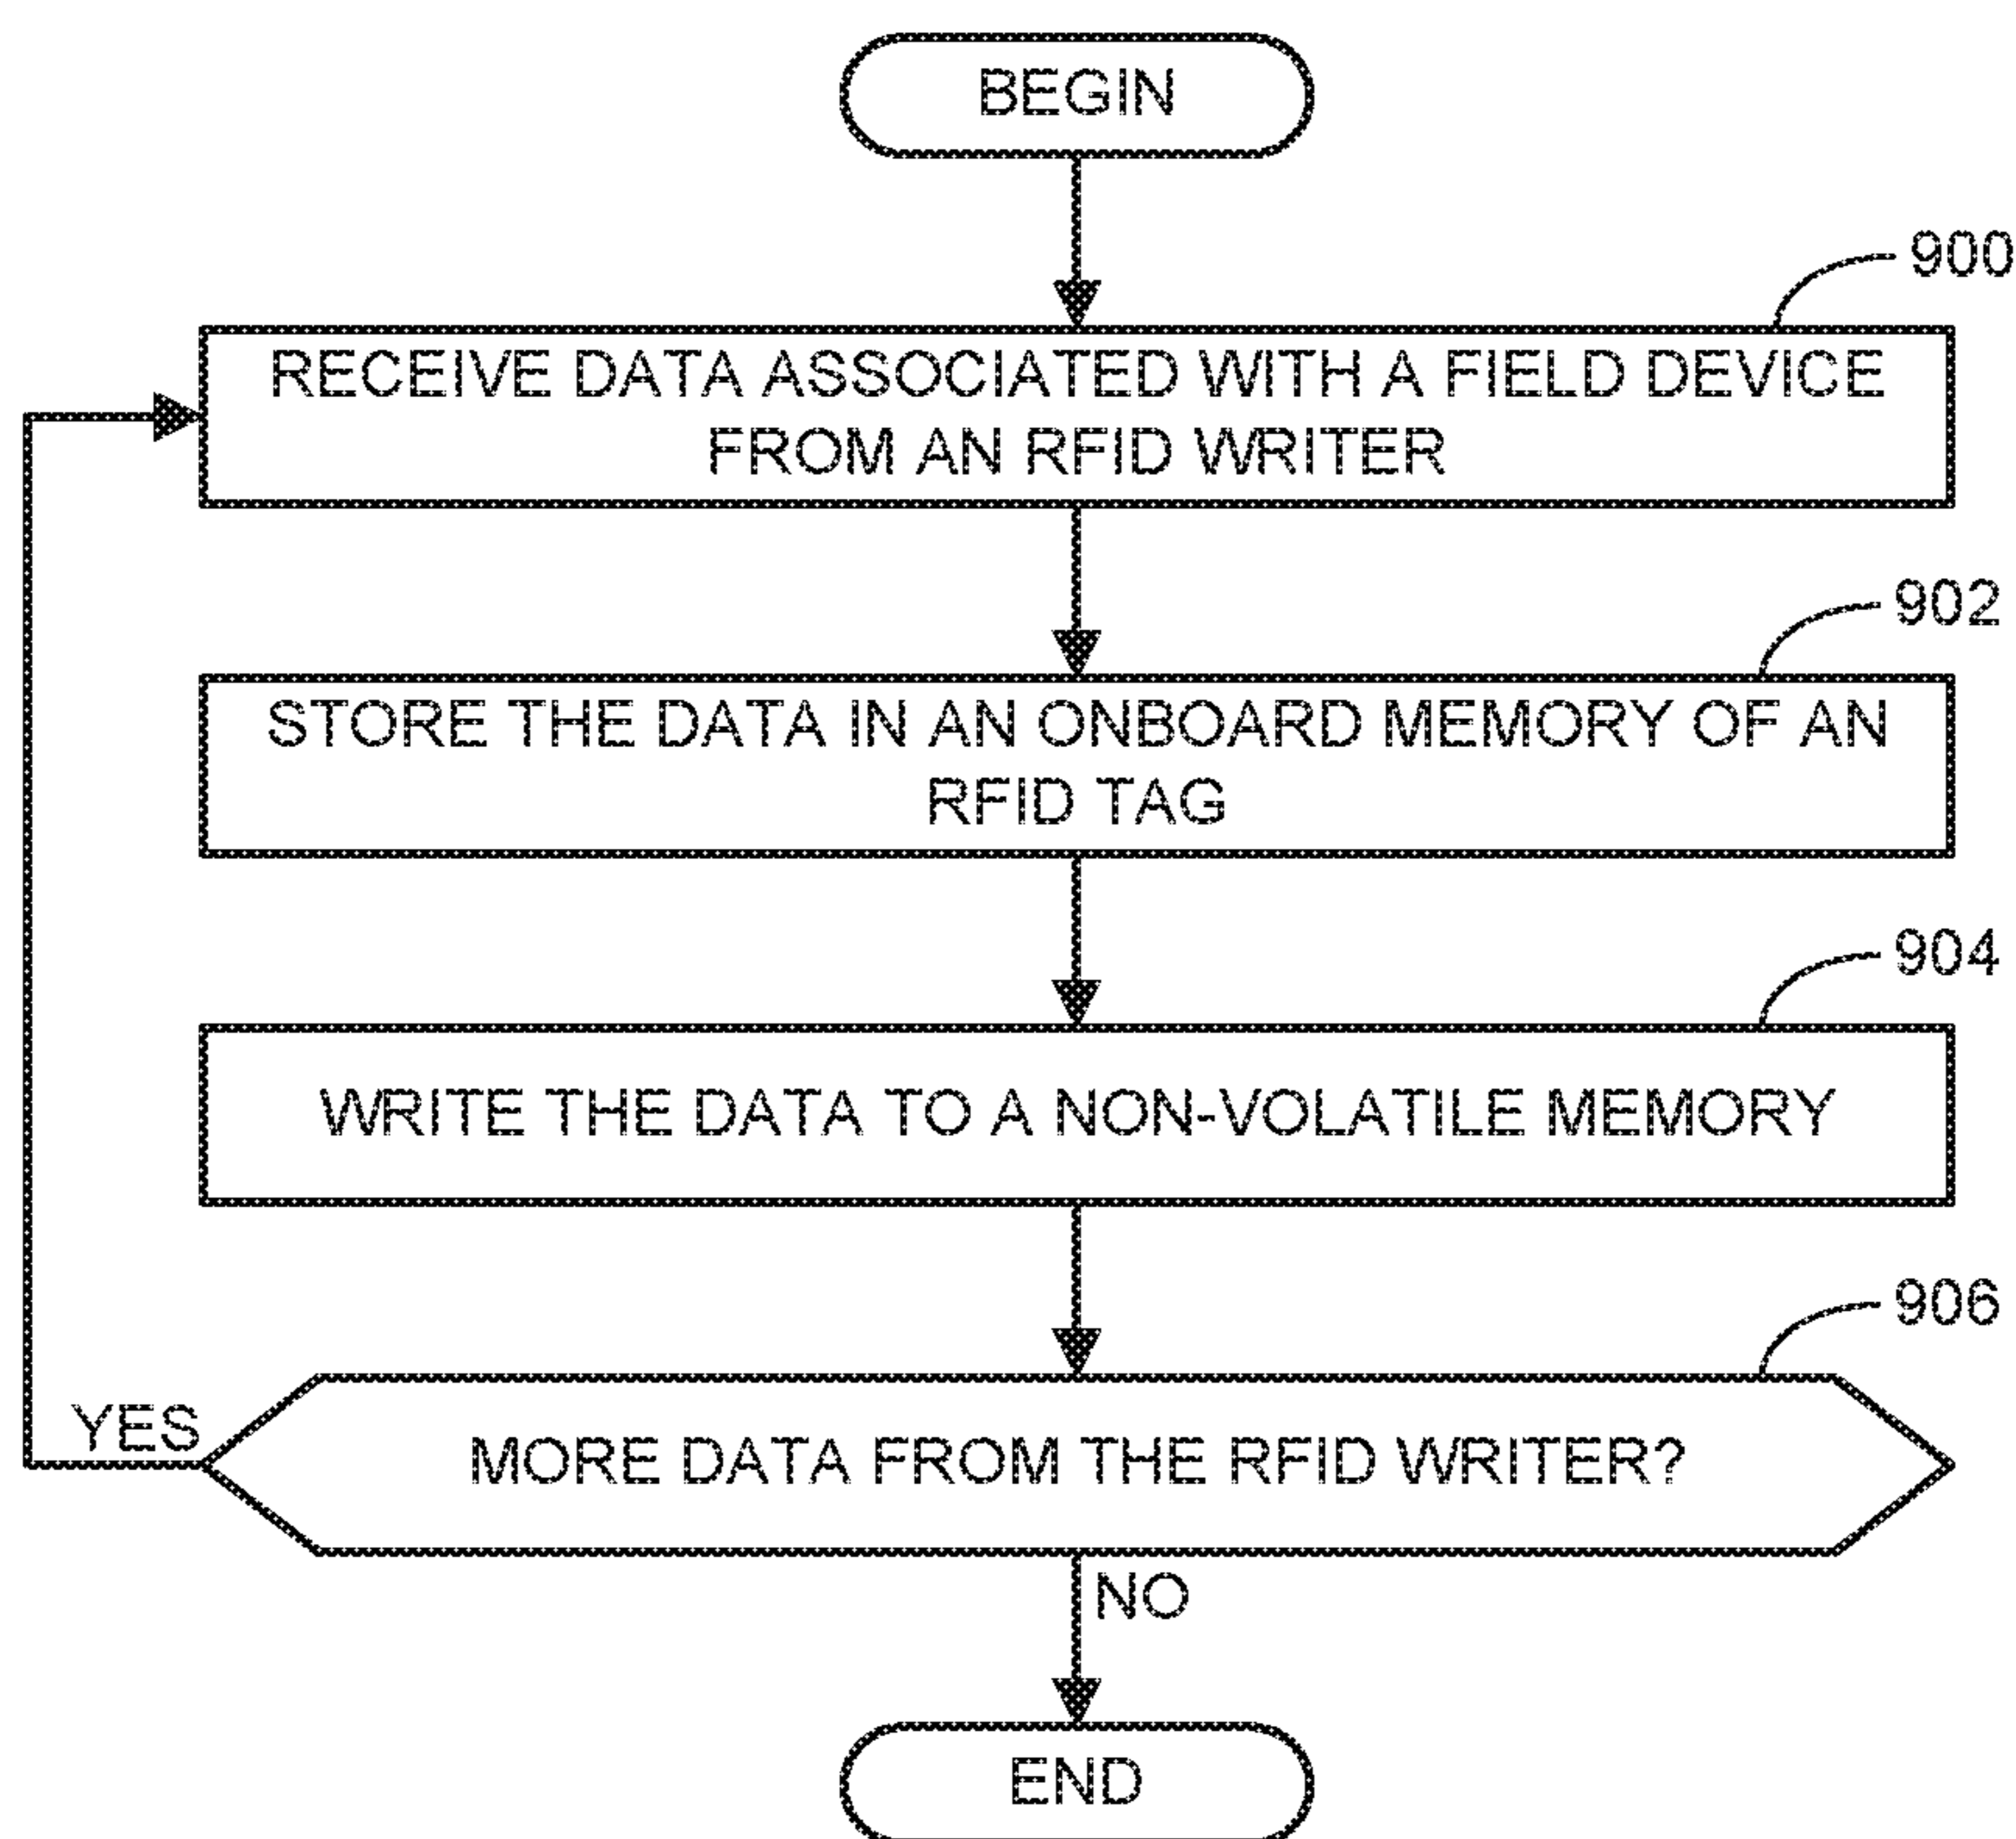 BEGIN
900
RECEIVE DATA ASSOCIATED WITH A FIELD DEVICE
FROM AN RFID WRITER
902
STORE THE DATA IN AN ONBOARD MEMORY OF AN
RFID TAG
904
WRITE THE DATA TO A NON-VOLATILE MEMORY
906
YES
MORE DATA FROM THE RFID WRITER?
NO
END